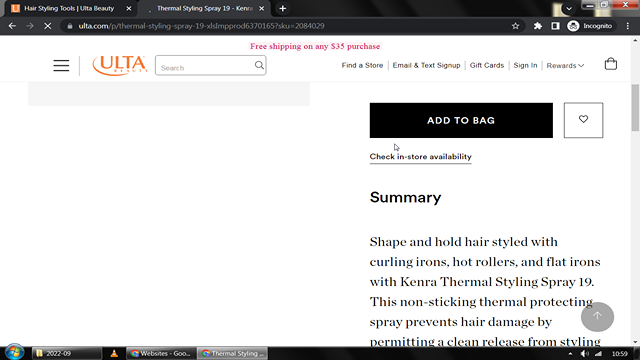 Hair Styling Tools | Ulta Beauty
Thermal Styling Spray 19 - Kenra
ulta.com/p/thermal-styling-spray-19-xlsImpprod6370165?sku=2084029
Incognito
Free shipping on any $35 purchase
ULTA
BEAUTY
Search
Find a Store
Email & Text Signup
Gift Cards
Sign In
Rewards
ADD TO BAG
Check in-store availability
Summary
Shape and hold hair styled with
curling irons, hot rollers, and flat irons
with Kenra Thermal Styling Spray 19.
This non-sticking thermal protecting
spray prevents hair damage by
permitting a clean release from styling
2022-09
Websites - Goo...
Thermal Styling ...
10:59